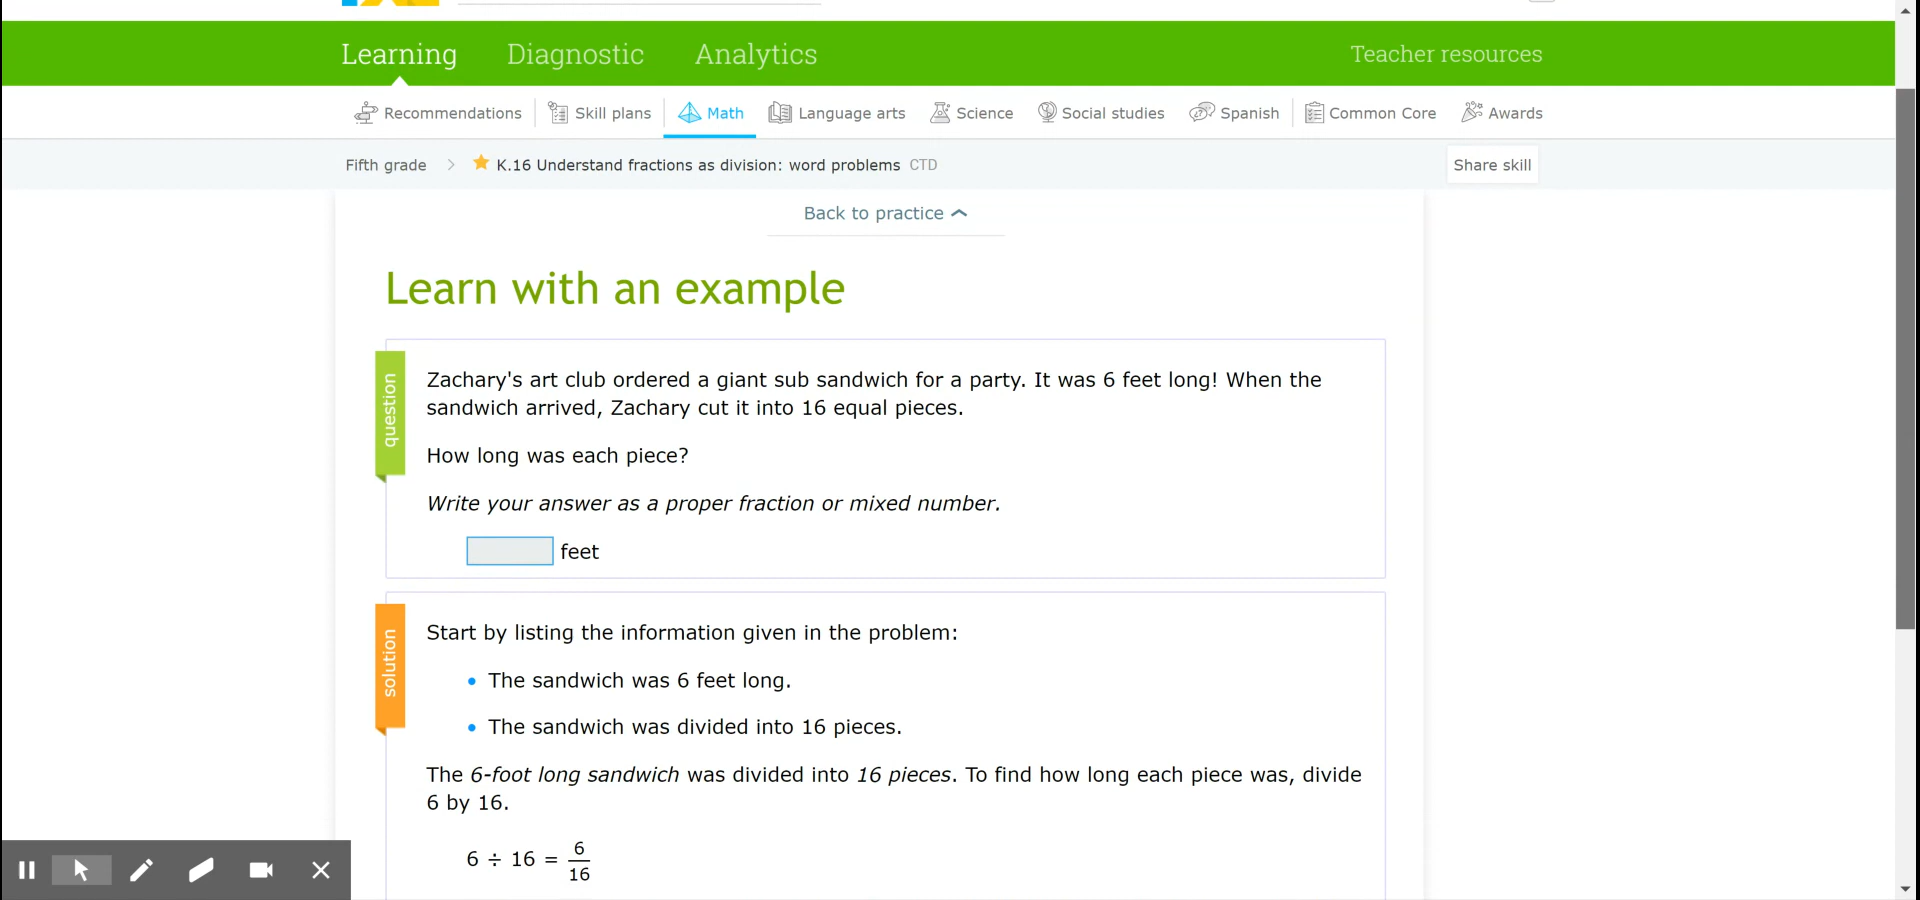 Learning Diagnostic Analytics Teacher resources
Recommendations Skill plans Math Language arts Science Social studies Spanish Common Core Awards
Fifth grade > K.16 Understand fractions as division: word problems CTD Share skill
Back to practice
Learn with an example
question
Zachary's art club ordered a giant sub sandwich for a party. It was 6 feet long! When the
sandwich arrived, Zachary cut it into 16 equal pieces.
How long was each piece?
Write your answer as a proper fraction or mixed number.
feet
solution
Start by listing the information given in the problem:
• The sandwich was 6 feet long.
• The sandwich was divided into 16 pieces.
The 6-foot long sandwich was divided into 16 pieces. To find how long each piece was, divide
6 by 16.
6 ÷ 16 = 6/16